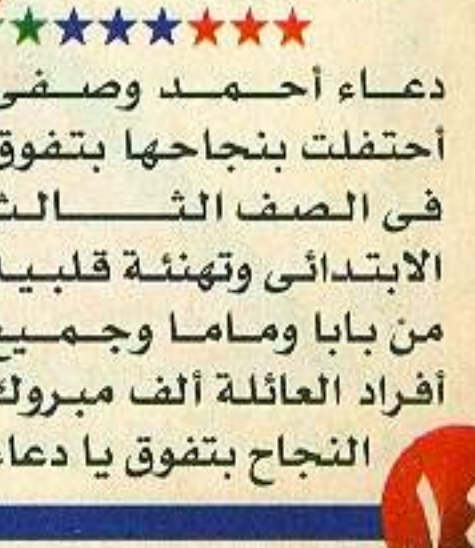 دعاء أحمد وصفى
أحتفلت بنجاحها بتفوق
فى الصف الثالث
الابتدائى وتهنئة قلبية
من بابا وماما وجميع
أفراد العائلة ألف مبروك
النجاح بتفوق يا دعاء